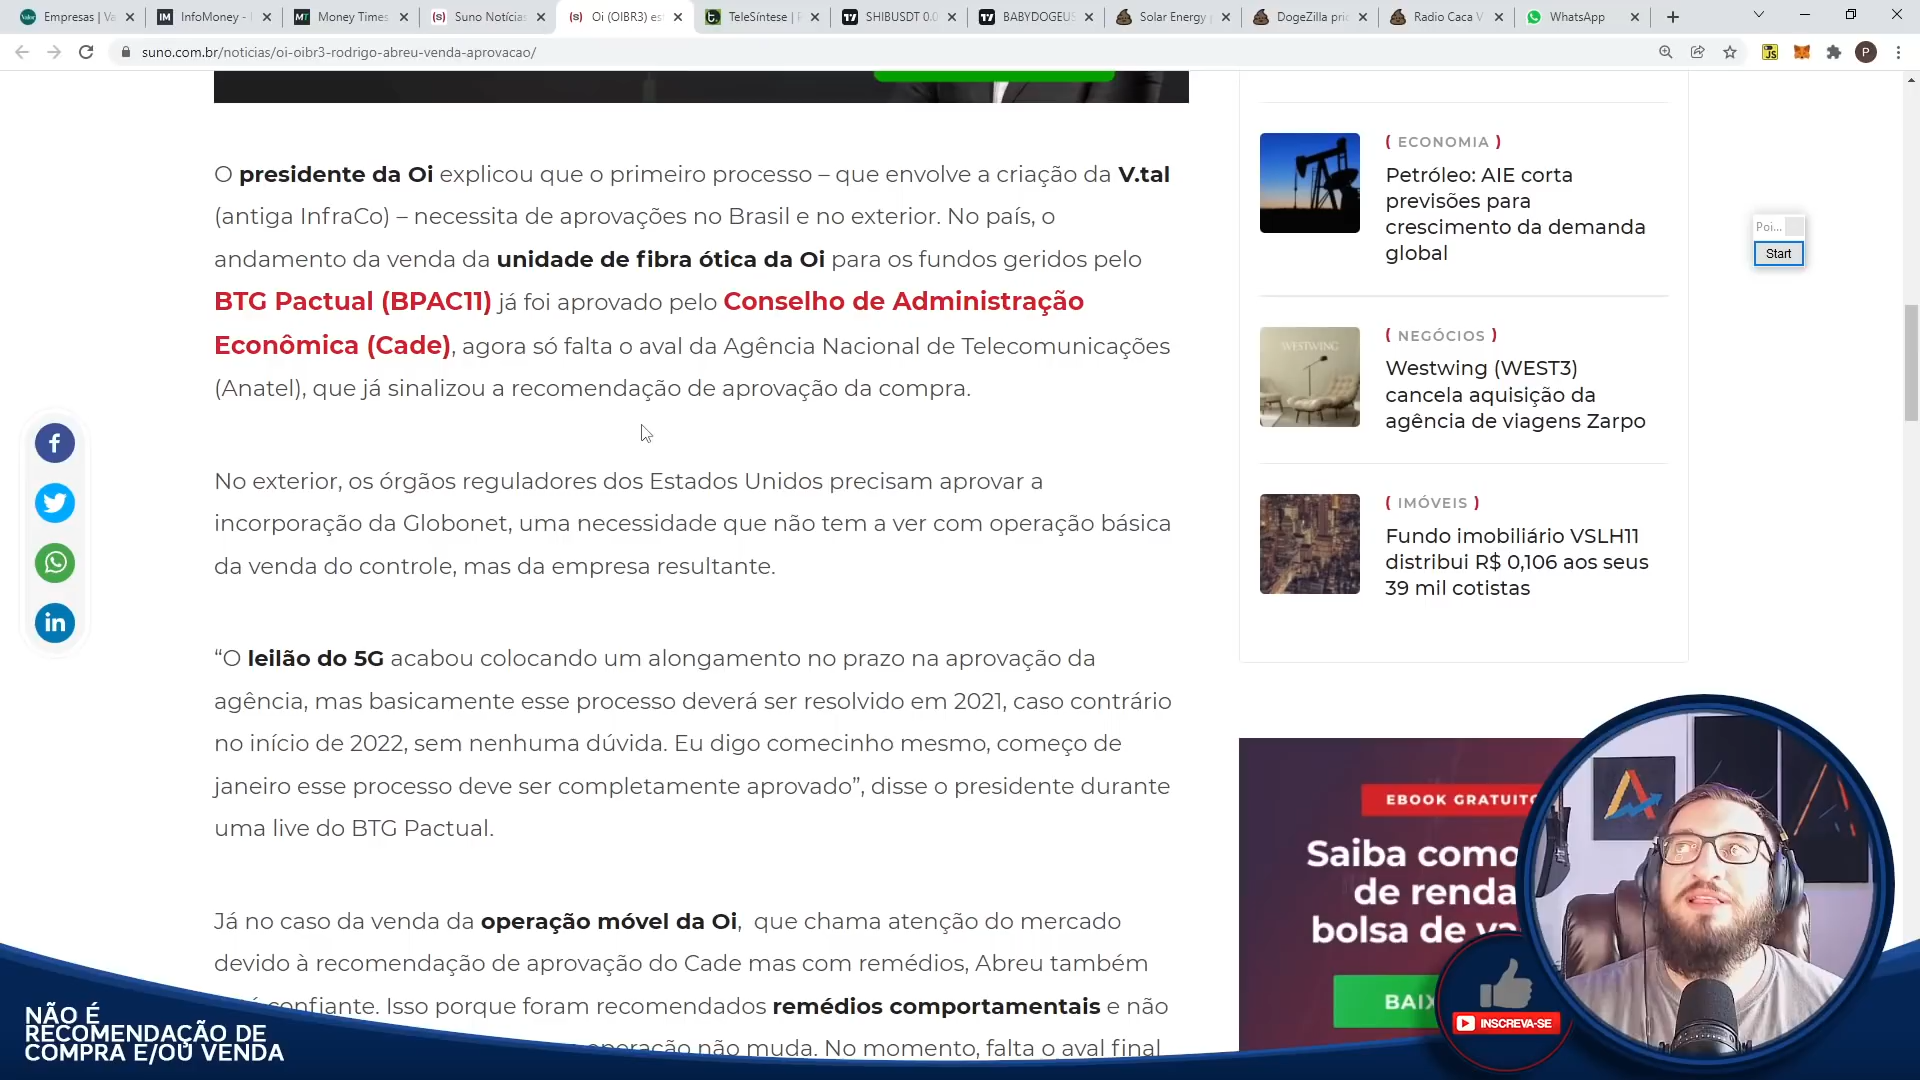 Empresas | Va
InfoMoney -
Money Times
Suno Notícias
Oi (OIBR3) est
TeleSíntese | P
SHIBUSDT 0.0
BABYDOGEUS
Solar Energy
DogeZilla pric
Radio Caca V
WhatsApp
suno.com.br/noticias/oi-oibr3-rodrigo-abreu-venda-aprovacao/
JS
P
O presidente da Oi explicou que o primeiro processo – que envolve a criação da V.tal
(antiga InfraCo) – necessita de aprovações no Brasil e no exterior. No país, o
andamento da venda da unidade de fibra ótica da Oi para os fundos geridos pelo
BTG Pactual (BPAC11) já foi aprovado pelo Conselho de Administração
Econômica (Cade), agora só falta o aval da Agência Nacional de Telecomunicações
(Anatel), que já sinalizou a recomendação de aprovação da compra.
No exterior, os órgãos reguladores dos Estados Unidos precisam aprovar a
incorporação da Globonet, uma necessidade que não tem a ver com operação básica
da venda do controle, mas da empresa resultante.
“O leilão do 5G acabou colocando um alongamento no prazo na aprovação da
agência, mas basicamente esse processo deverá ser resolvido em 2021, caso contrário
no início de 2022, sem nenhuma dúvida. Eu digo comecinho mesmo, começo de
janeiro esse processo deve ser completamente aprovado”, disse o presidente durante
uma live do BTG Pactual.
Já no caso da venda da operação móvel da Oi, que chama atenção do mercado
devido à recomendação de aprovação do Cade mas com remédios, Abreu também
confiante. Isso porque foram recomendados remédios comportamentais e não
operação não muda. No momento, falta o aval final
( ECONOMIA )
Petróleo: AIE corta
previsões para
crescimento da demanda
global
( NEGÓCIOS )
WESTWING
Westwing (WEST3)
cancela aquisição da
agência de viagens Zarpo
( IMÓVEIS )
Fundo imobiliário VSLH11
distribui R$ 0,106 aos seus
39 mil cotistas
Poi...
Start
EBOOK GRATUITO
Saiba como
de renda
bolsa de va
BAIX
INSCREVA-SE
NÃO É
RECOMENDAÇÃO DE
COMPRA E/OU VENDA